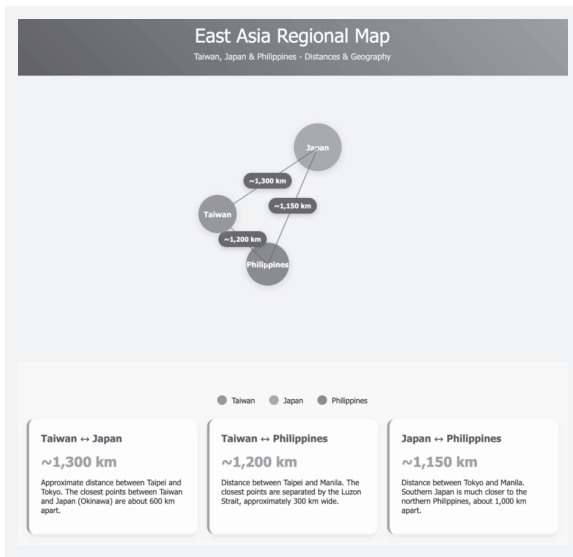 East Asia Regional Map
Taiwan, Japan & Philippines - Distances & Geography
Japan
~1,300 km
~1,150 km
Taiwan
~1,200 km
Philippines
Taiwan
Japan
Philippines
Taiwan ↔ Japan
~1,300 km
Approximate distance between Taipei and
Tokyo. The closest points between Taiwan
and Japan (Okinawa) are about 600 km
apart.
Taiwan ↔ Philippines
~1,200 km
Distance between Taipei and Manila. The
closest points are separated by the Luzon
Strait, approximately 300 km wide.
Japan ↔ Philippines
~1,150 km
Distance between Tokyo and Manila.
Southern Japan is much closer to the
northern Philippines, about 1,000 km
apart.